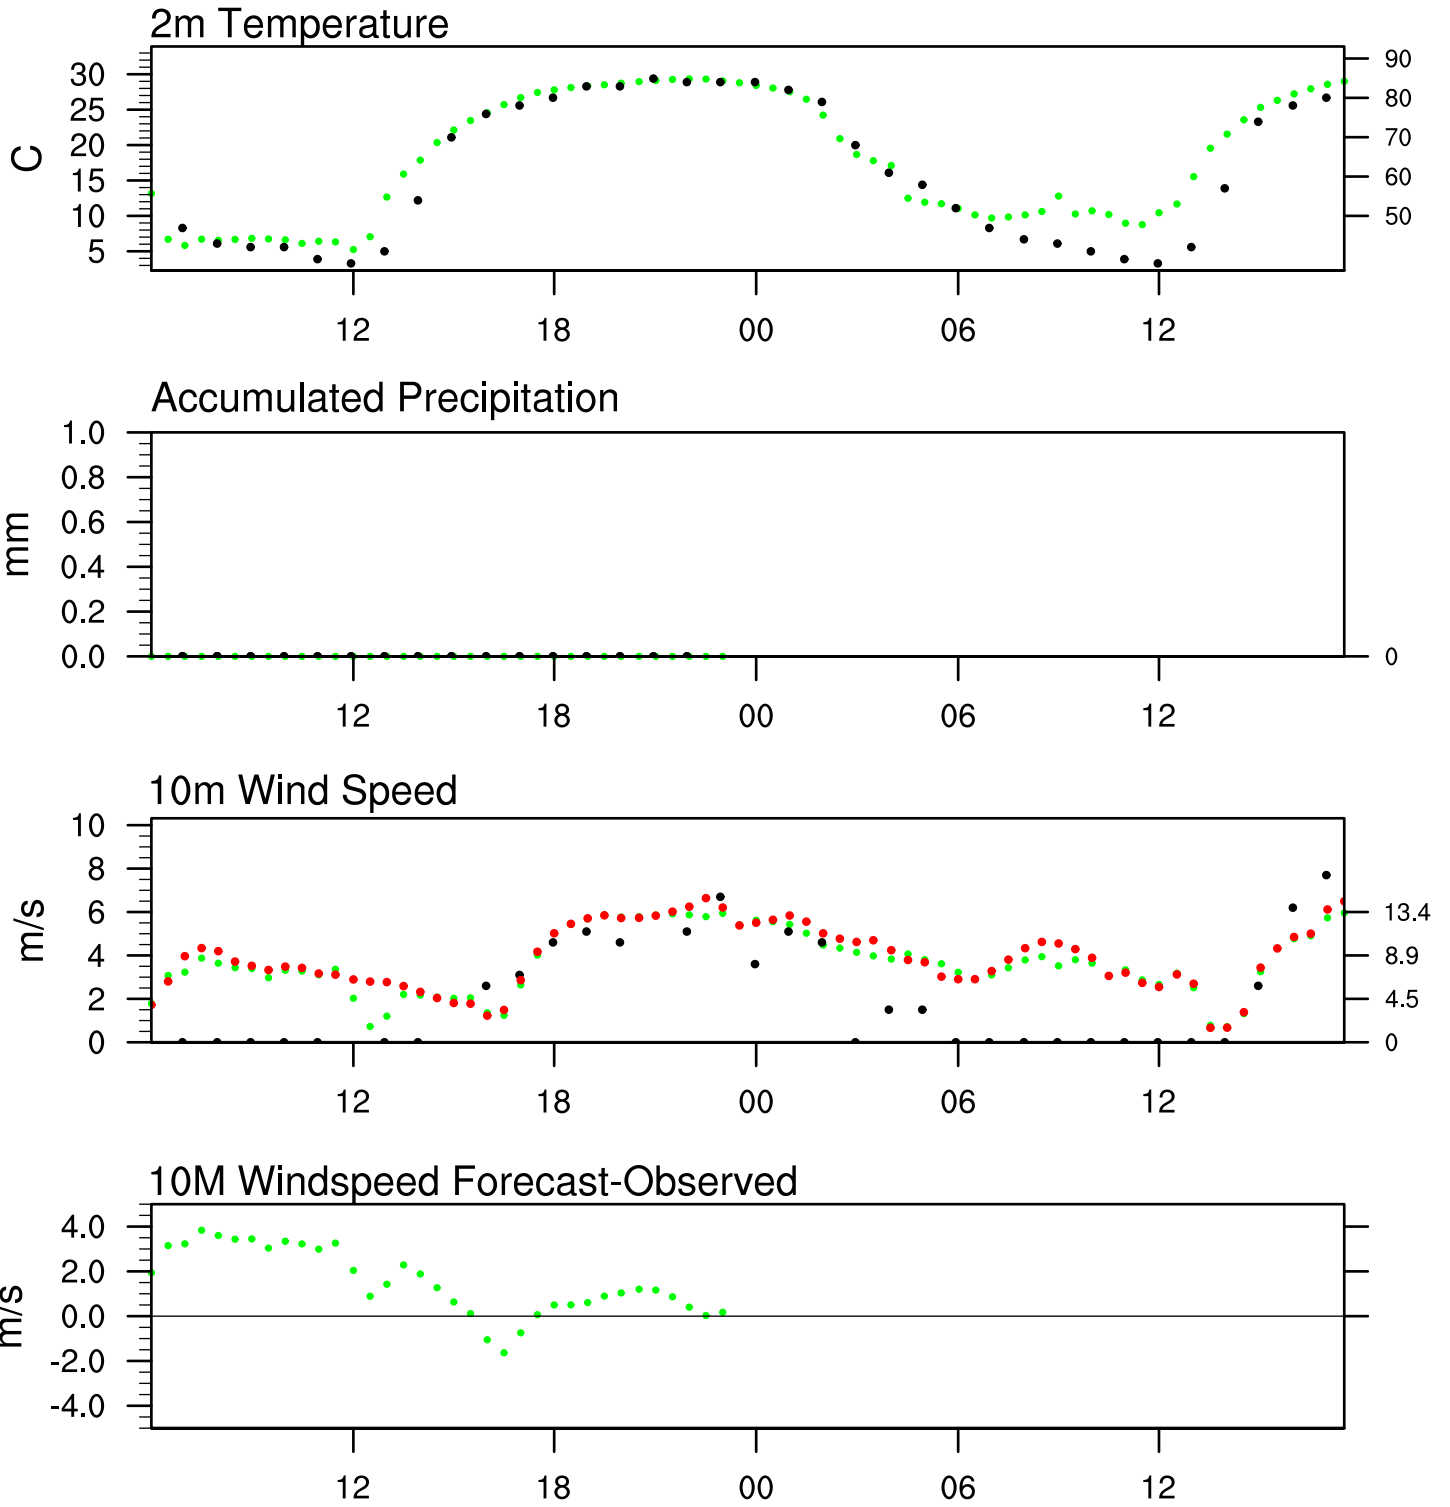 2m Temperature
30 90
25 80
20 70
15 60
10 50
5
C
12 18 00 06 12
Accumulated Precipitation
1.0
0.8
0.6
0.4
0.2
0.0 0
mm
12 18 00 06 12
10m Wind Speed
10
8
6 13.4
4 8.9
2 4.5
0 0
m/s
12 18 00 06 12
10M Windspeed Forecast-Observed
4.0
2.0
0.0
-2.0
-4.0
m/s
12 18 00 06 12